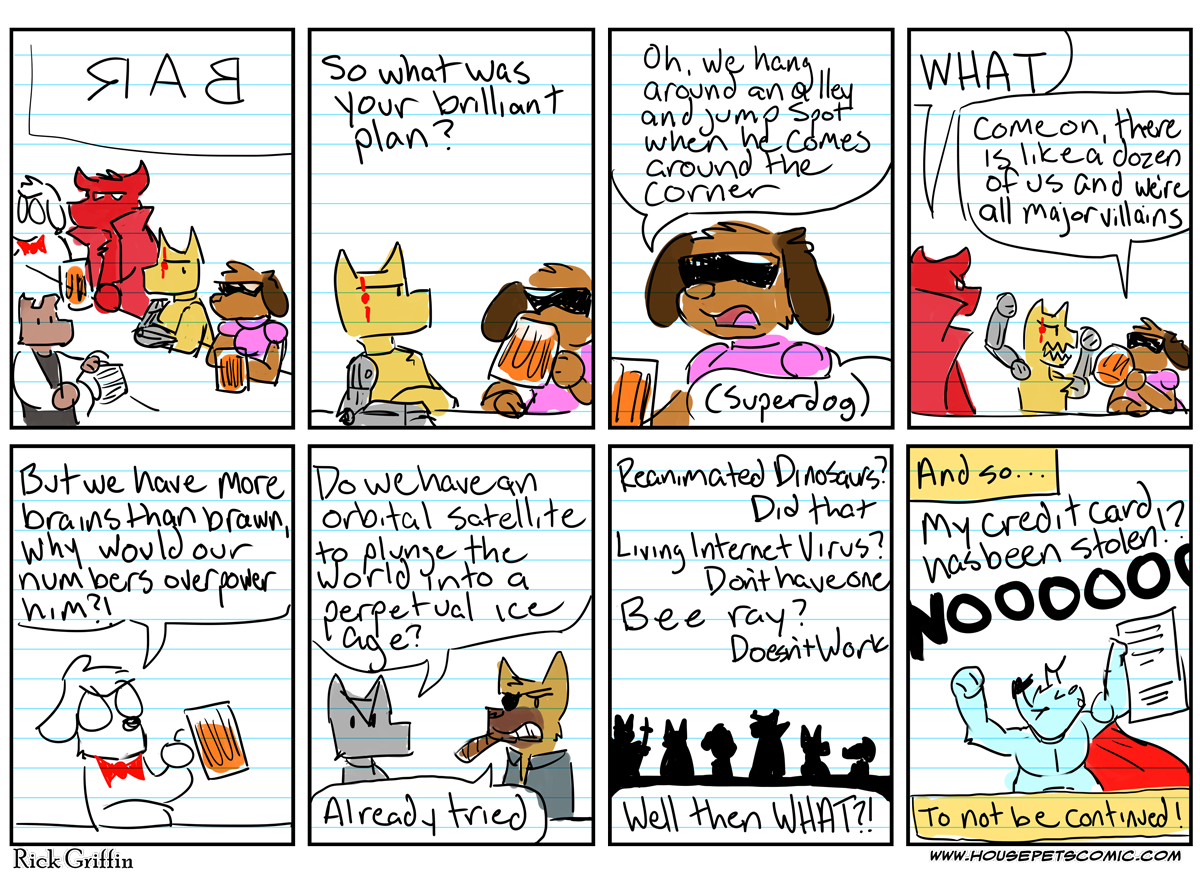 BAR
So what was
your brilliant
plan?
Oh, we hang
around an alley
and jump Spot
when he comes
around the
corner
(Superdog)
WHAT
Come on, there
is like a dozen
of us and we're
all major villains
But we have more
brains than brawn,
why would our
numbers overpower
him?!
Do we have an
orbital satellite
to plunge the
world into a
perpetual ice
age?
Already tried
Reanimated Dinosaurs?
Did that
Living Internet Virus?
Don't have one
Bee ray?
Doesn't Work
Well then WHAT?!
And so...
My credit card
has been stolen..!?
NOOOOO
To not be continued!
Rick Griffin
WWW.HOUSEPETSCOMIC.COM